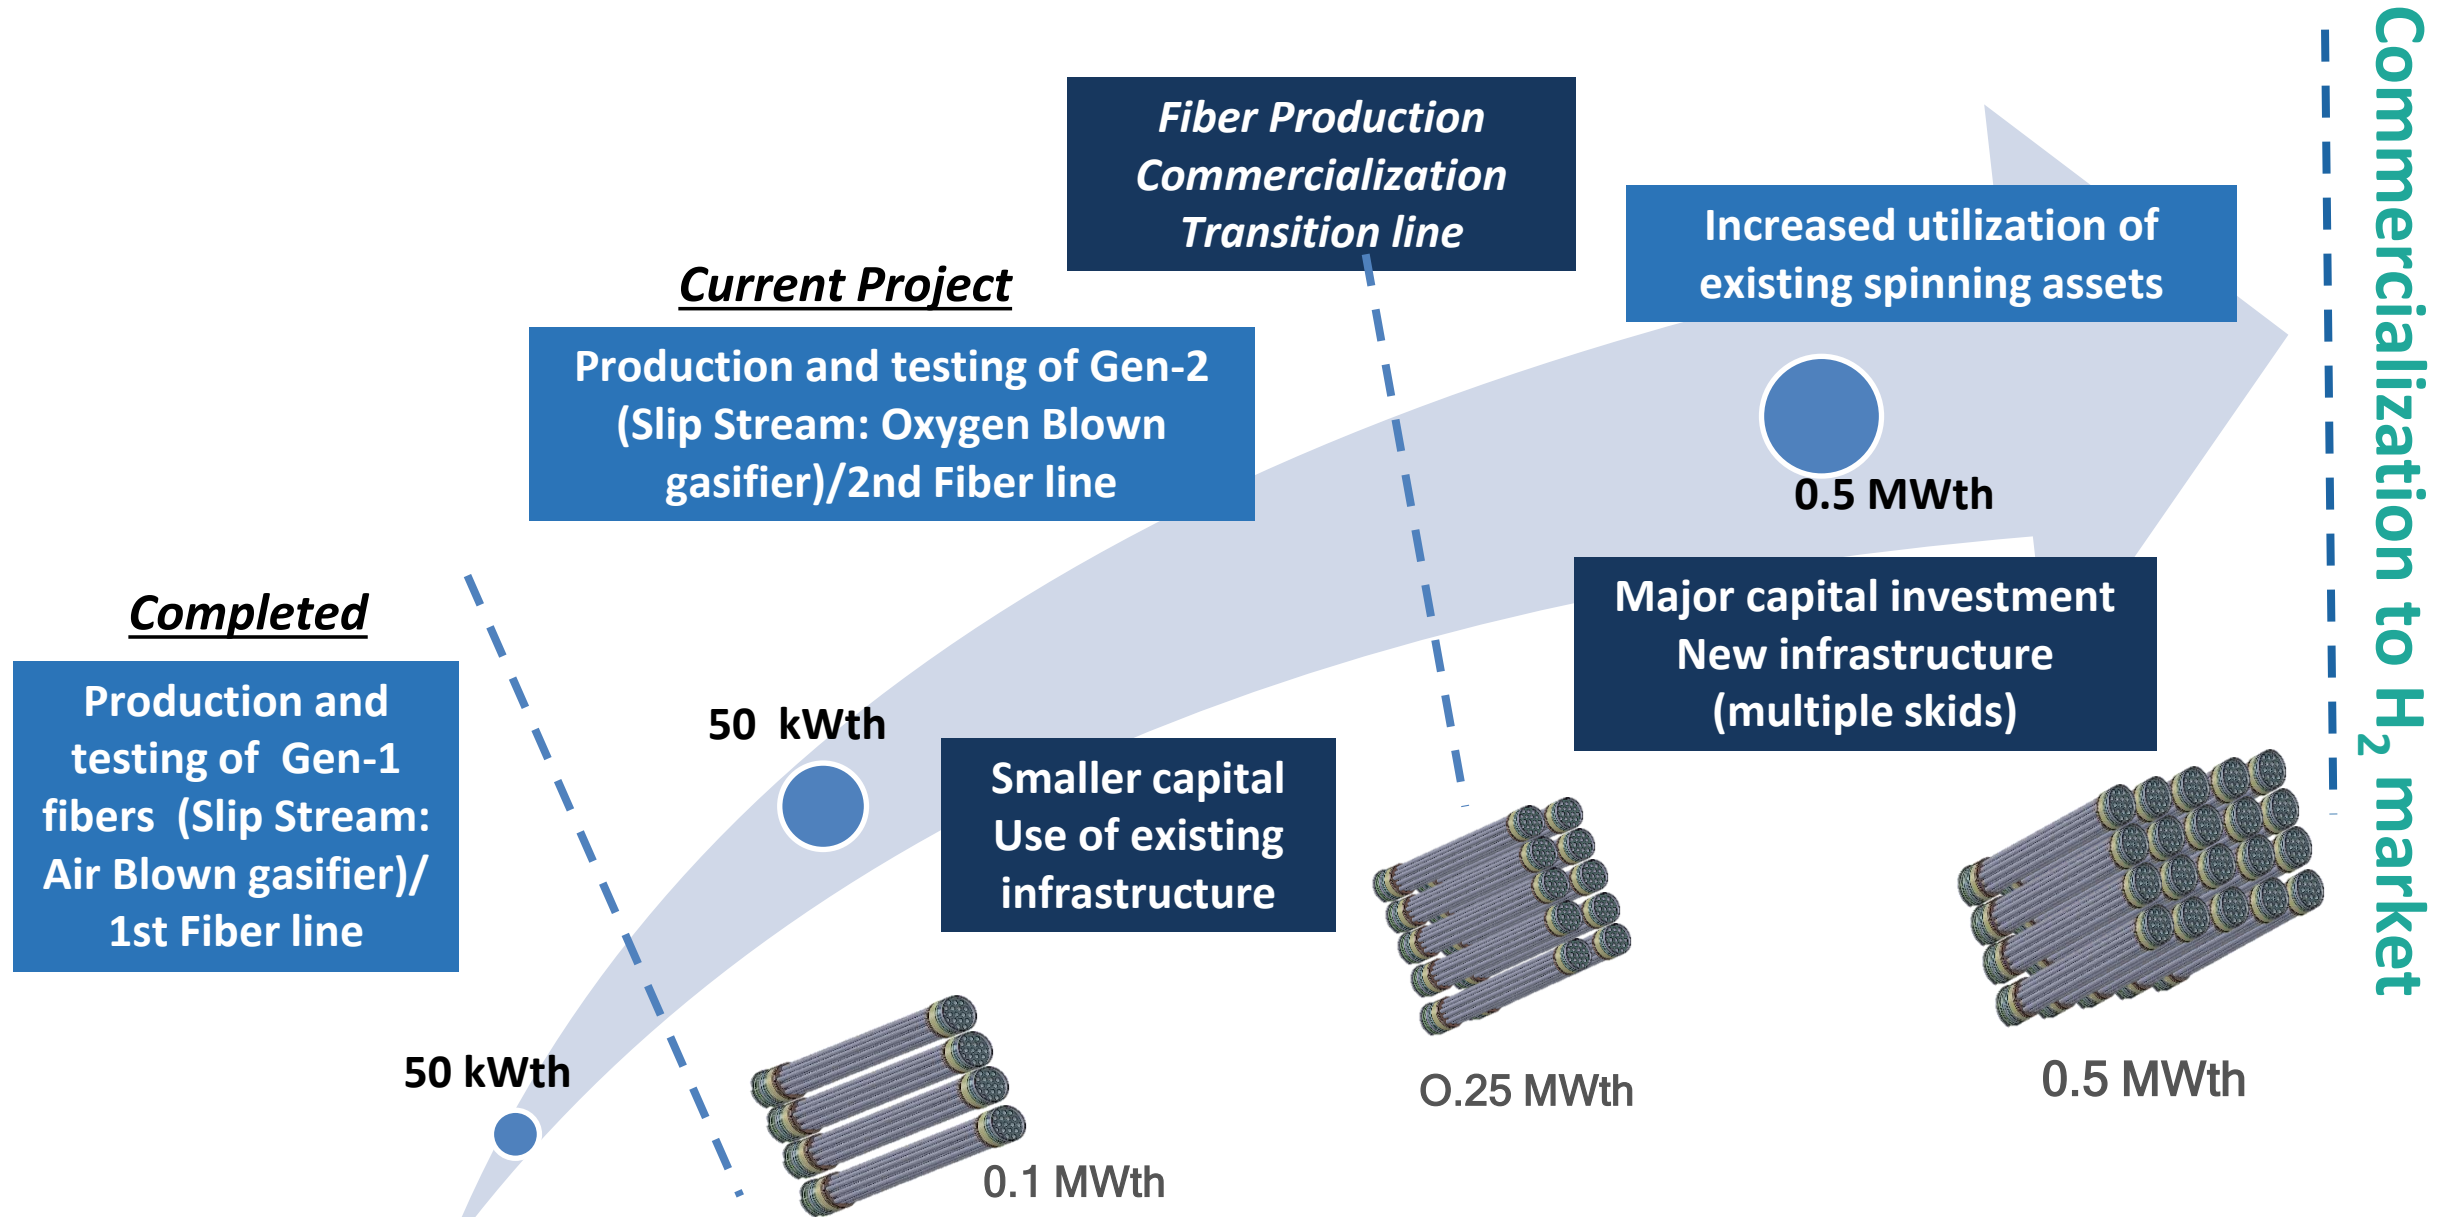 Completed
Production and
testing of  Gen-1
fibers  (Slip Stream:
Air Blown gasifier)/
1st Fiber line
50 kWth
Current Project
Production and testing of Gen-2
(Slip Stream: Oxygen Blown
gasifier)/2nd Fiber line
50  kWth
Smaller capital
Use of existing
infrastructure
0.1 MWth
Fiber Production
Commercialization
Transition line
O.25 MWth
Increased utilization of
existing spinning assets
0.5 MWth
Major capital investment
New infrastructure
(multiple skids)
0.5 MWth
Commercialization to H₂ market